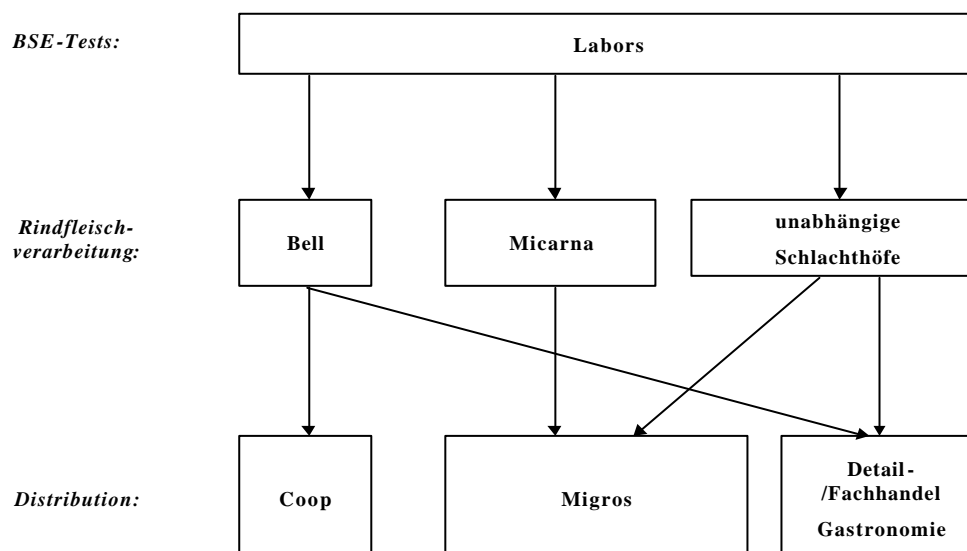 BSE-Tests:
Labors
Rindfleisch-
verarbeitung:
Bell
Micarna
unabhängige
Schlachthöfe
Distribution:
Coop
Migros
Detail-
/Fachhandel
Gastronomie